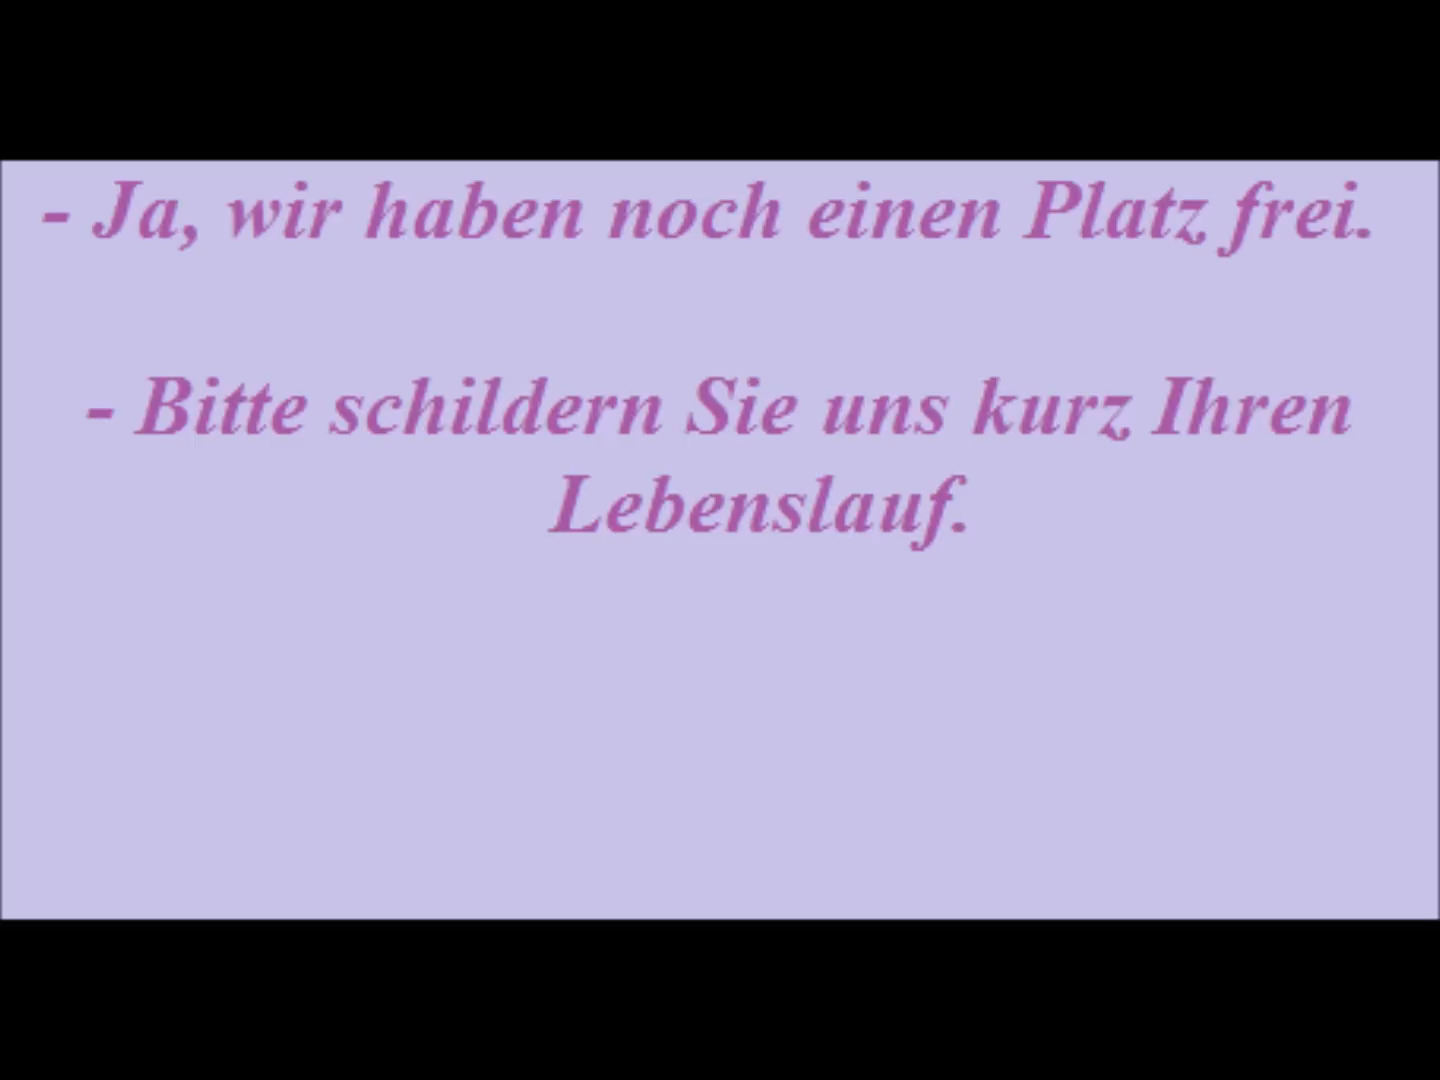 - Ja, wir haben noch einen Platz frei.
- Bitte schildern Sie uns kurz Ihren
Lebenslauf.